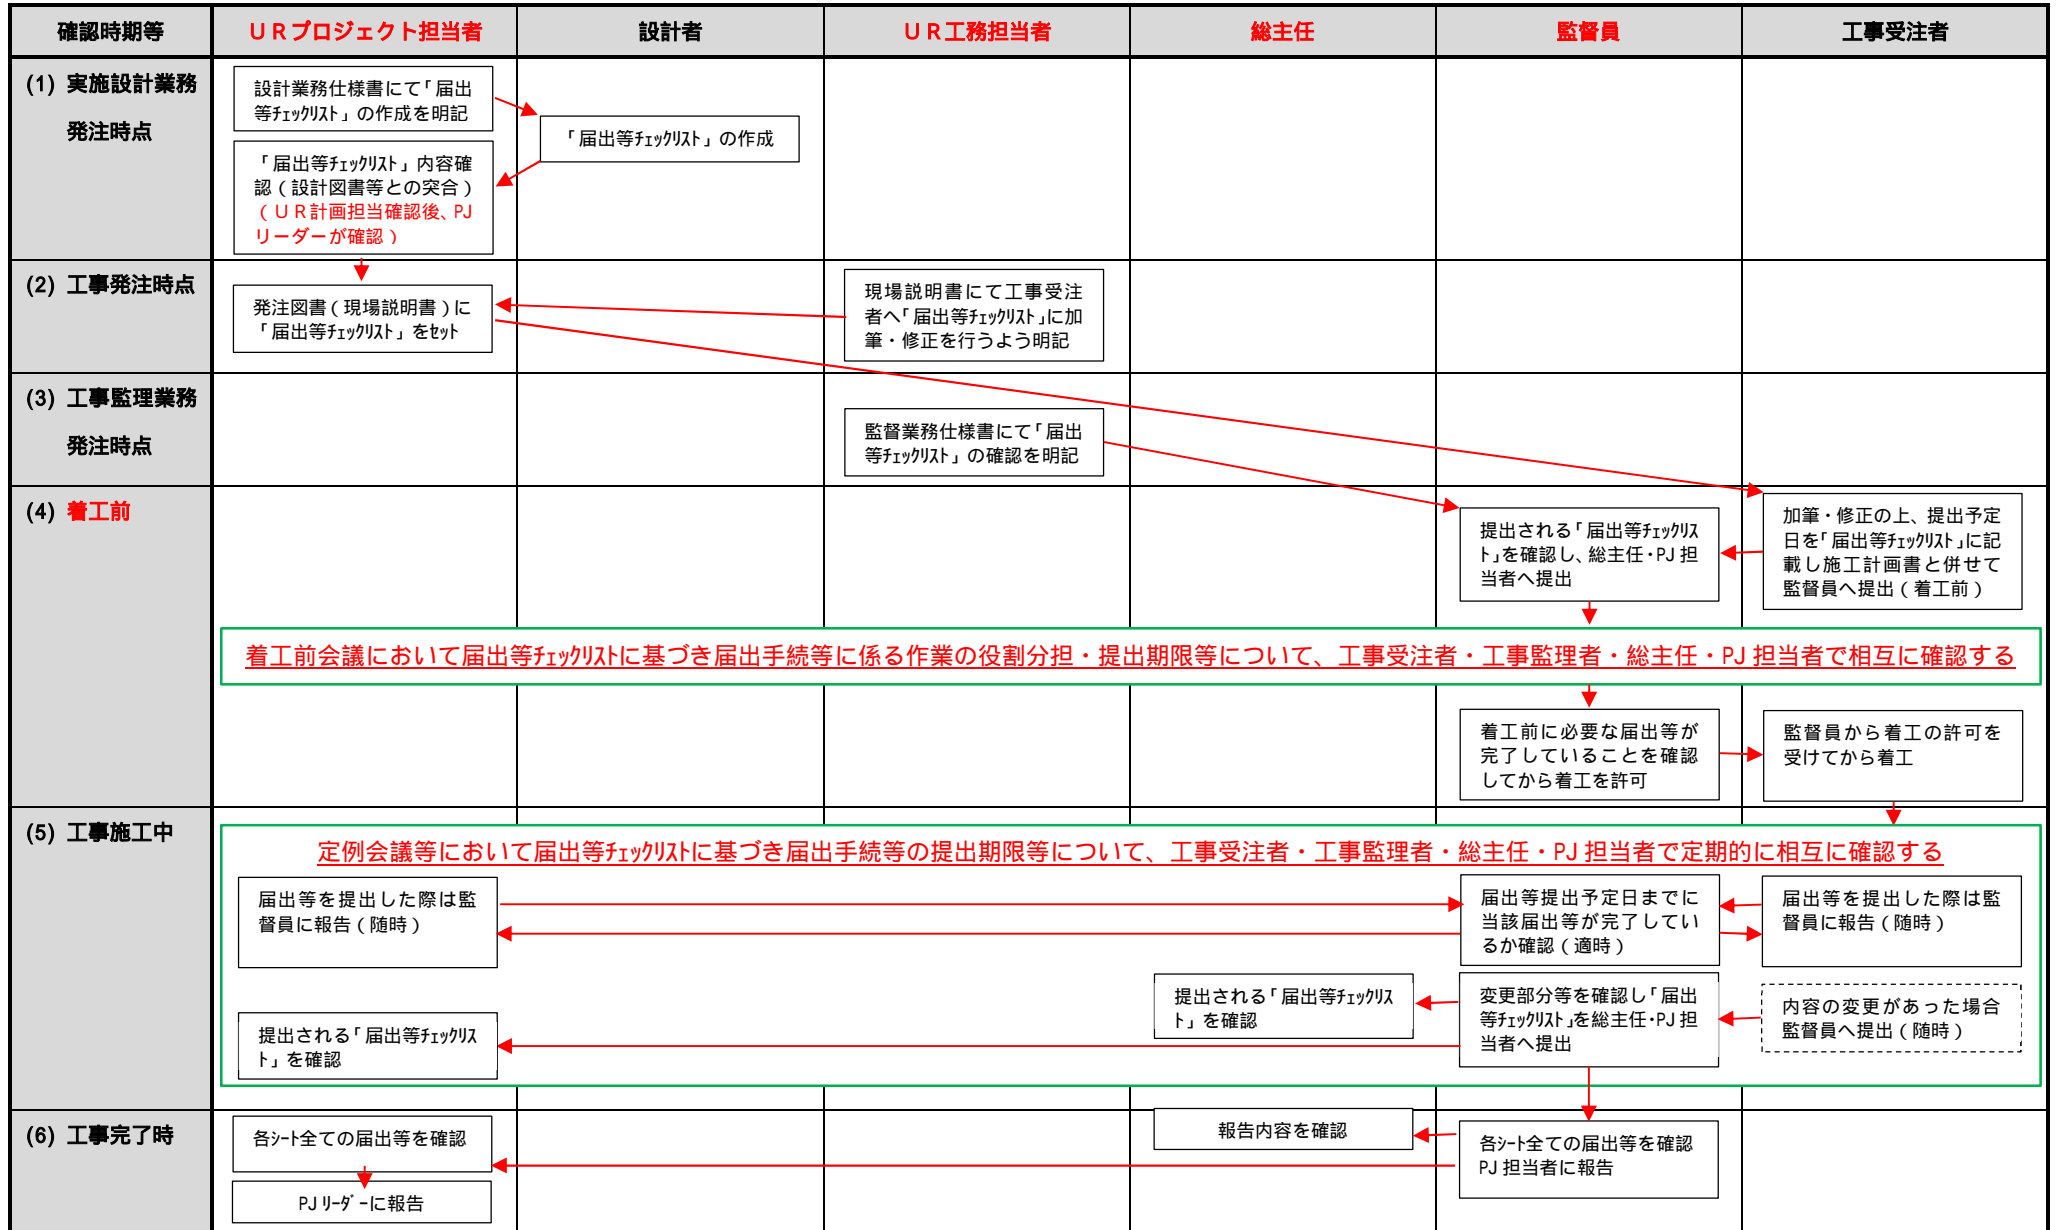 確認時期等
ＵＲプロジェクト担当者
設計者
ＵＲ工務担当者
総主任
監督員
工事受注者
(1) 実施設計業務
発注時点
設計業務仕様書にて「届出
等ﾁｪｯｸﾘｽﾄ」の作成を明記
「届出等ﾁｪｯｸﾘｽﾄ」の作成
「届出等ﾁｪｯｸﾘｽﾄ」内容確
認（設計図書等との突合）
（ＵＲ計画担当確認後、PJ
リーダーが確認）
(2) 工事発注時点
発注図書（現場説明書）に
「届出等ﾁｪｯｸﾘｽﾄ」をｾｯﾄ
現場説明書にて工事受注
者へ「届出等ﾁｪｯｸﾘｽﾄ」に加
筆・修正を行うよう明記
(3) 工事監理業務
発注時点
監督業務仕様書にて「届出
等ﾁｪｯｸﾘｽﾄ」の確認を明記
(4) 着工前
提出される「届出等ﾁｪｯｸﾘｽ
ﾄ」を確認し、総主任・PJ 担
当者へ提出
加筆・修正の上、提出予定
日を「届出等ﾁｪｯｸﾘｽﾄ」に記
載し施工計画書と併せて
監督員へ提出（着工前）
着工前会議において届出等ﾁｪｯｸﾘｽﾄに基づき届出手続等に係る作業の役割分担・提出期限等について、工事受注者・工事監理者・総主任・PJ 担当者で相互に確認する
着工前に必要な届出等が
完了していることを確認
してから着工を許可
監督員から着工の許可を
受けてから着工
(5) 工事施工中
定例会議等において届出等ﾁｪｯｸﾘｽﾄに基づき届出手続等の提出期限等について、工事受注者・工事監理者・総主任・PJ 担当者で定期的に相互に確認する
届出等を提出した際は監
督員に報告（随時）
届出等提出予定日までに
当該届出等が完了してい
るか確認（適時）
届出等を提出した際は監
督員に報告（随時）
提出される「届出等ﾁｪｯｸﾘｽ
ﾄ」を確認
変更部分等を確認し「届出
等ﾁｪｯｸﾘｽﾄ」を総主任・PJ 担
当者へ提出
内容の変更があった場合
監督員へ提出（随時）
提出される「届出等ﾁｪｯｸﾘｽ
ﾄ」を確認
(6) 工事完了時
各ｼｰﾄ全ての届出等を確認
報告内容を確認
各ｼｰﾄ全ての届出等を確認
PJ 担当者に報告
PJ ﾘｰﾀﾞｰに報告